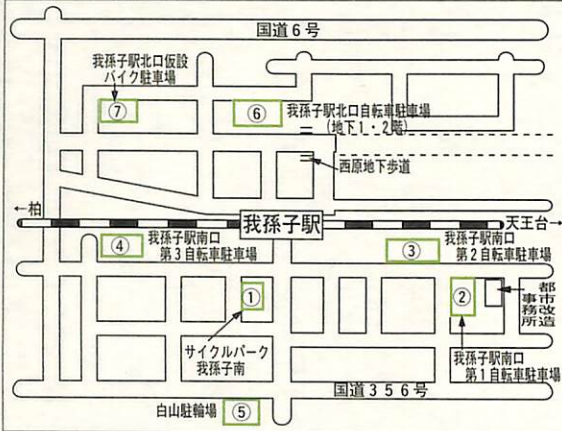 国道6号
我孫子駅北口仮設
バイク駐車場
⑦
⑥
我孫子駅北口自転車駐車場
(地下1・2階)
西原地下歩道
←柏
我孫子駅
天王台→
④
我孫子駅南口
第3自転車駐車場
③
我孫子駅南口
第2自転車駐車場
①
②
都市改造
事務所
サイクルパーク
我孫子南
我孫子駅南口
第1自転車駐車場
国道356号
白山駐輪場
⑤